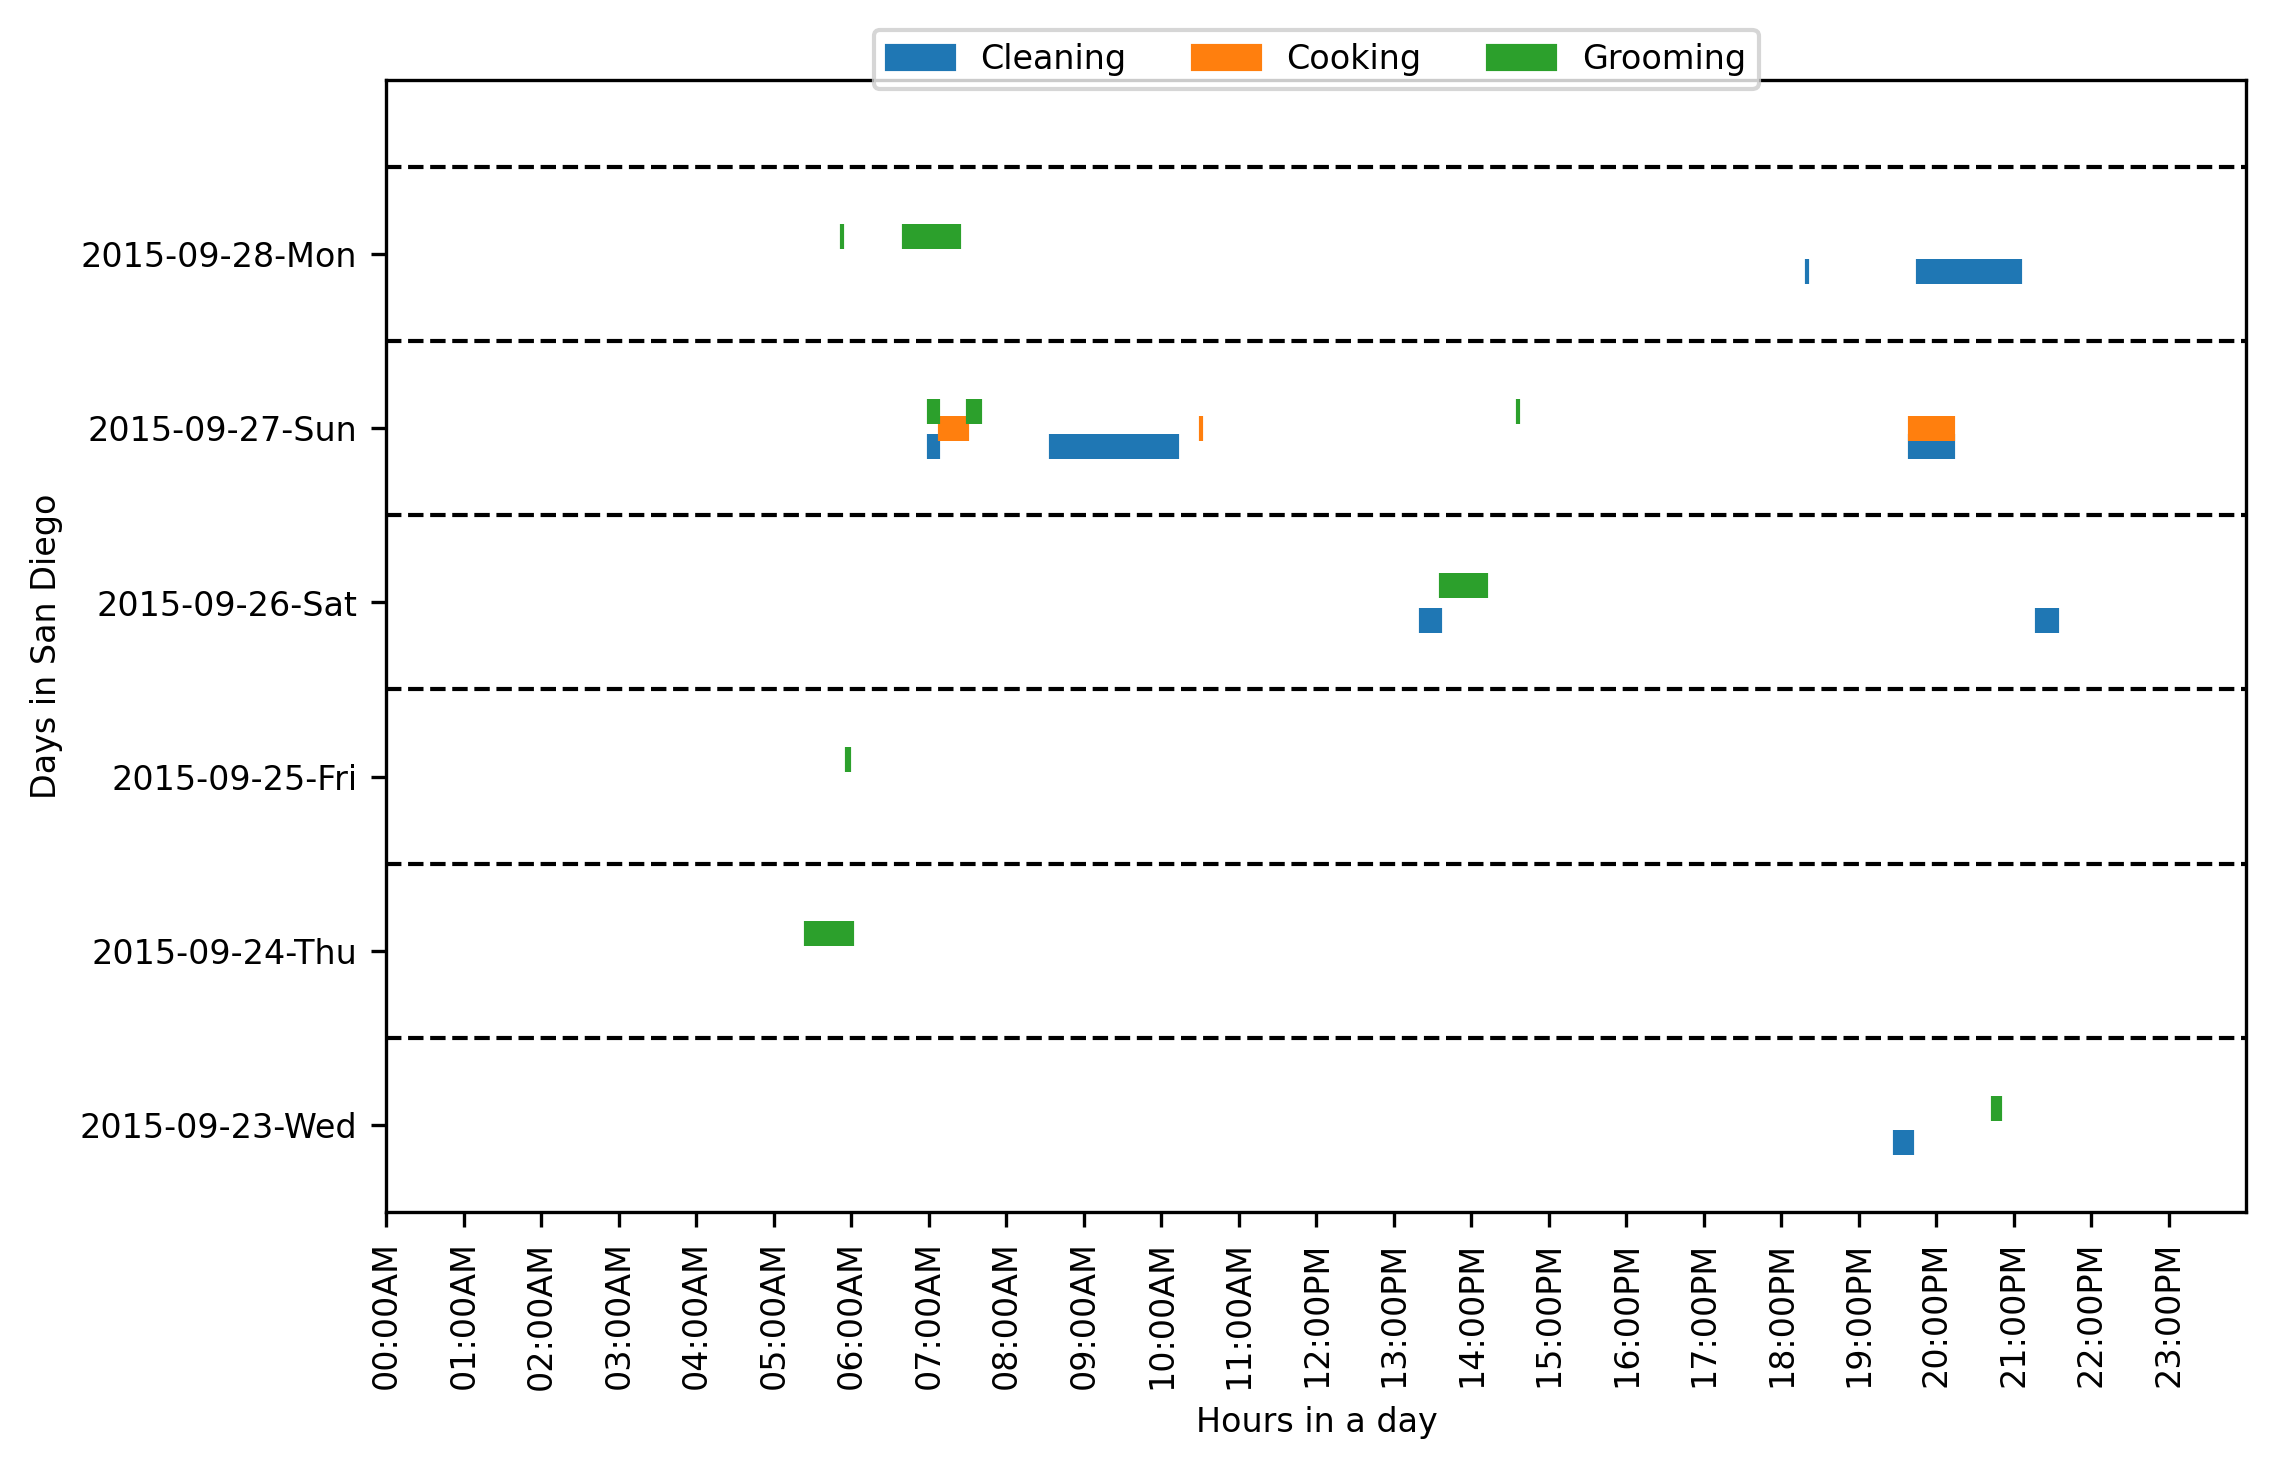 Cleaning Cooking Grooming
Days in San Diego
2015-09-28-Mon
2015-09-27-Sun
2015-09-26-Sat
2015-09-25-Fri
2015-09-24-Thu
2015-09-23-Wed
00:00AM
01:00AM
02:00AM
03:00AM
04:00AM
05:00AM
06:00AM
07:00AM
08:00AM
09:00AM
10:00AM
11:00AM
12:00PM
13:00PM
14:00PM
15:00PM
16:00PM
17:00PM
18:00PM
19:00PM
20:00PM
21:00PM
22:00PM
23:00PM
Hours in a day